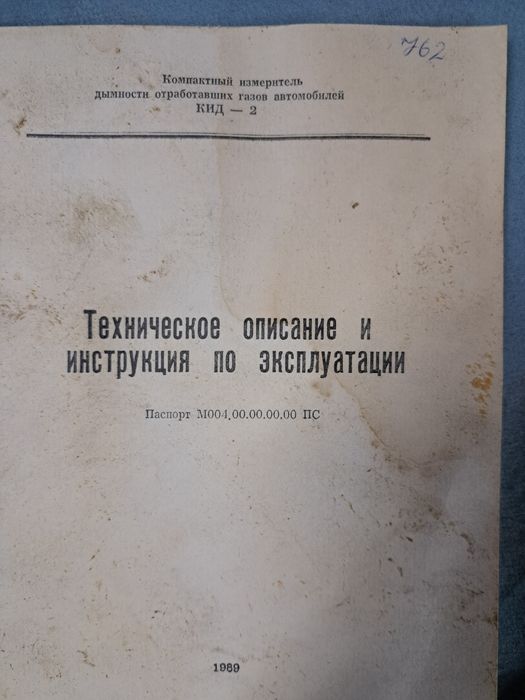 762
Компактный измеритель
дымности отработавших газов автомобилей
КИД — 2
Техническое описание и
инструкция по эксплуатации
Паспорт М004.00.00.00.00 ПС
1989